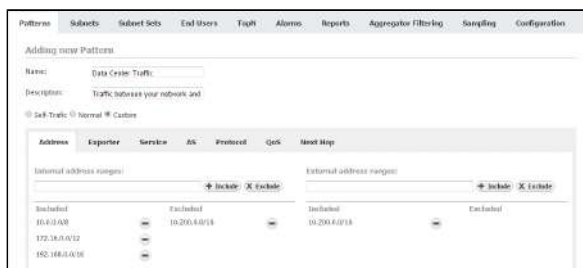 Patterns Subnets Subnet Sets End Users TopN Alarms Reports Aggregator Filtering Sampling Configuration
Adding new Pattern
Name: Data Center Traffic
Description: Traffic between your network and
Self-Traffic Normal Custom
Address Exporter Service AS Protocol QoS Next Hop
Internal address ranges: External address ranges:
Include Exclude Include Exclude
Included Excluded Included Excluded
10.0.0.0/8 10.200.0.0/16 10.200.0.0/16
172.16.0.0/12
192.168.0.0/16